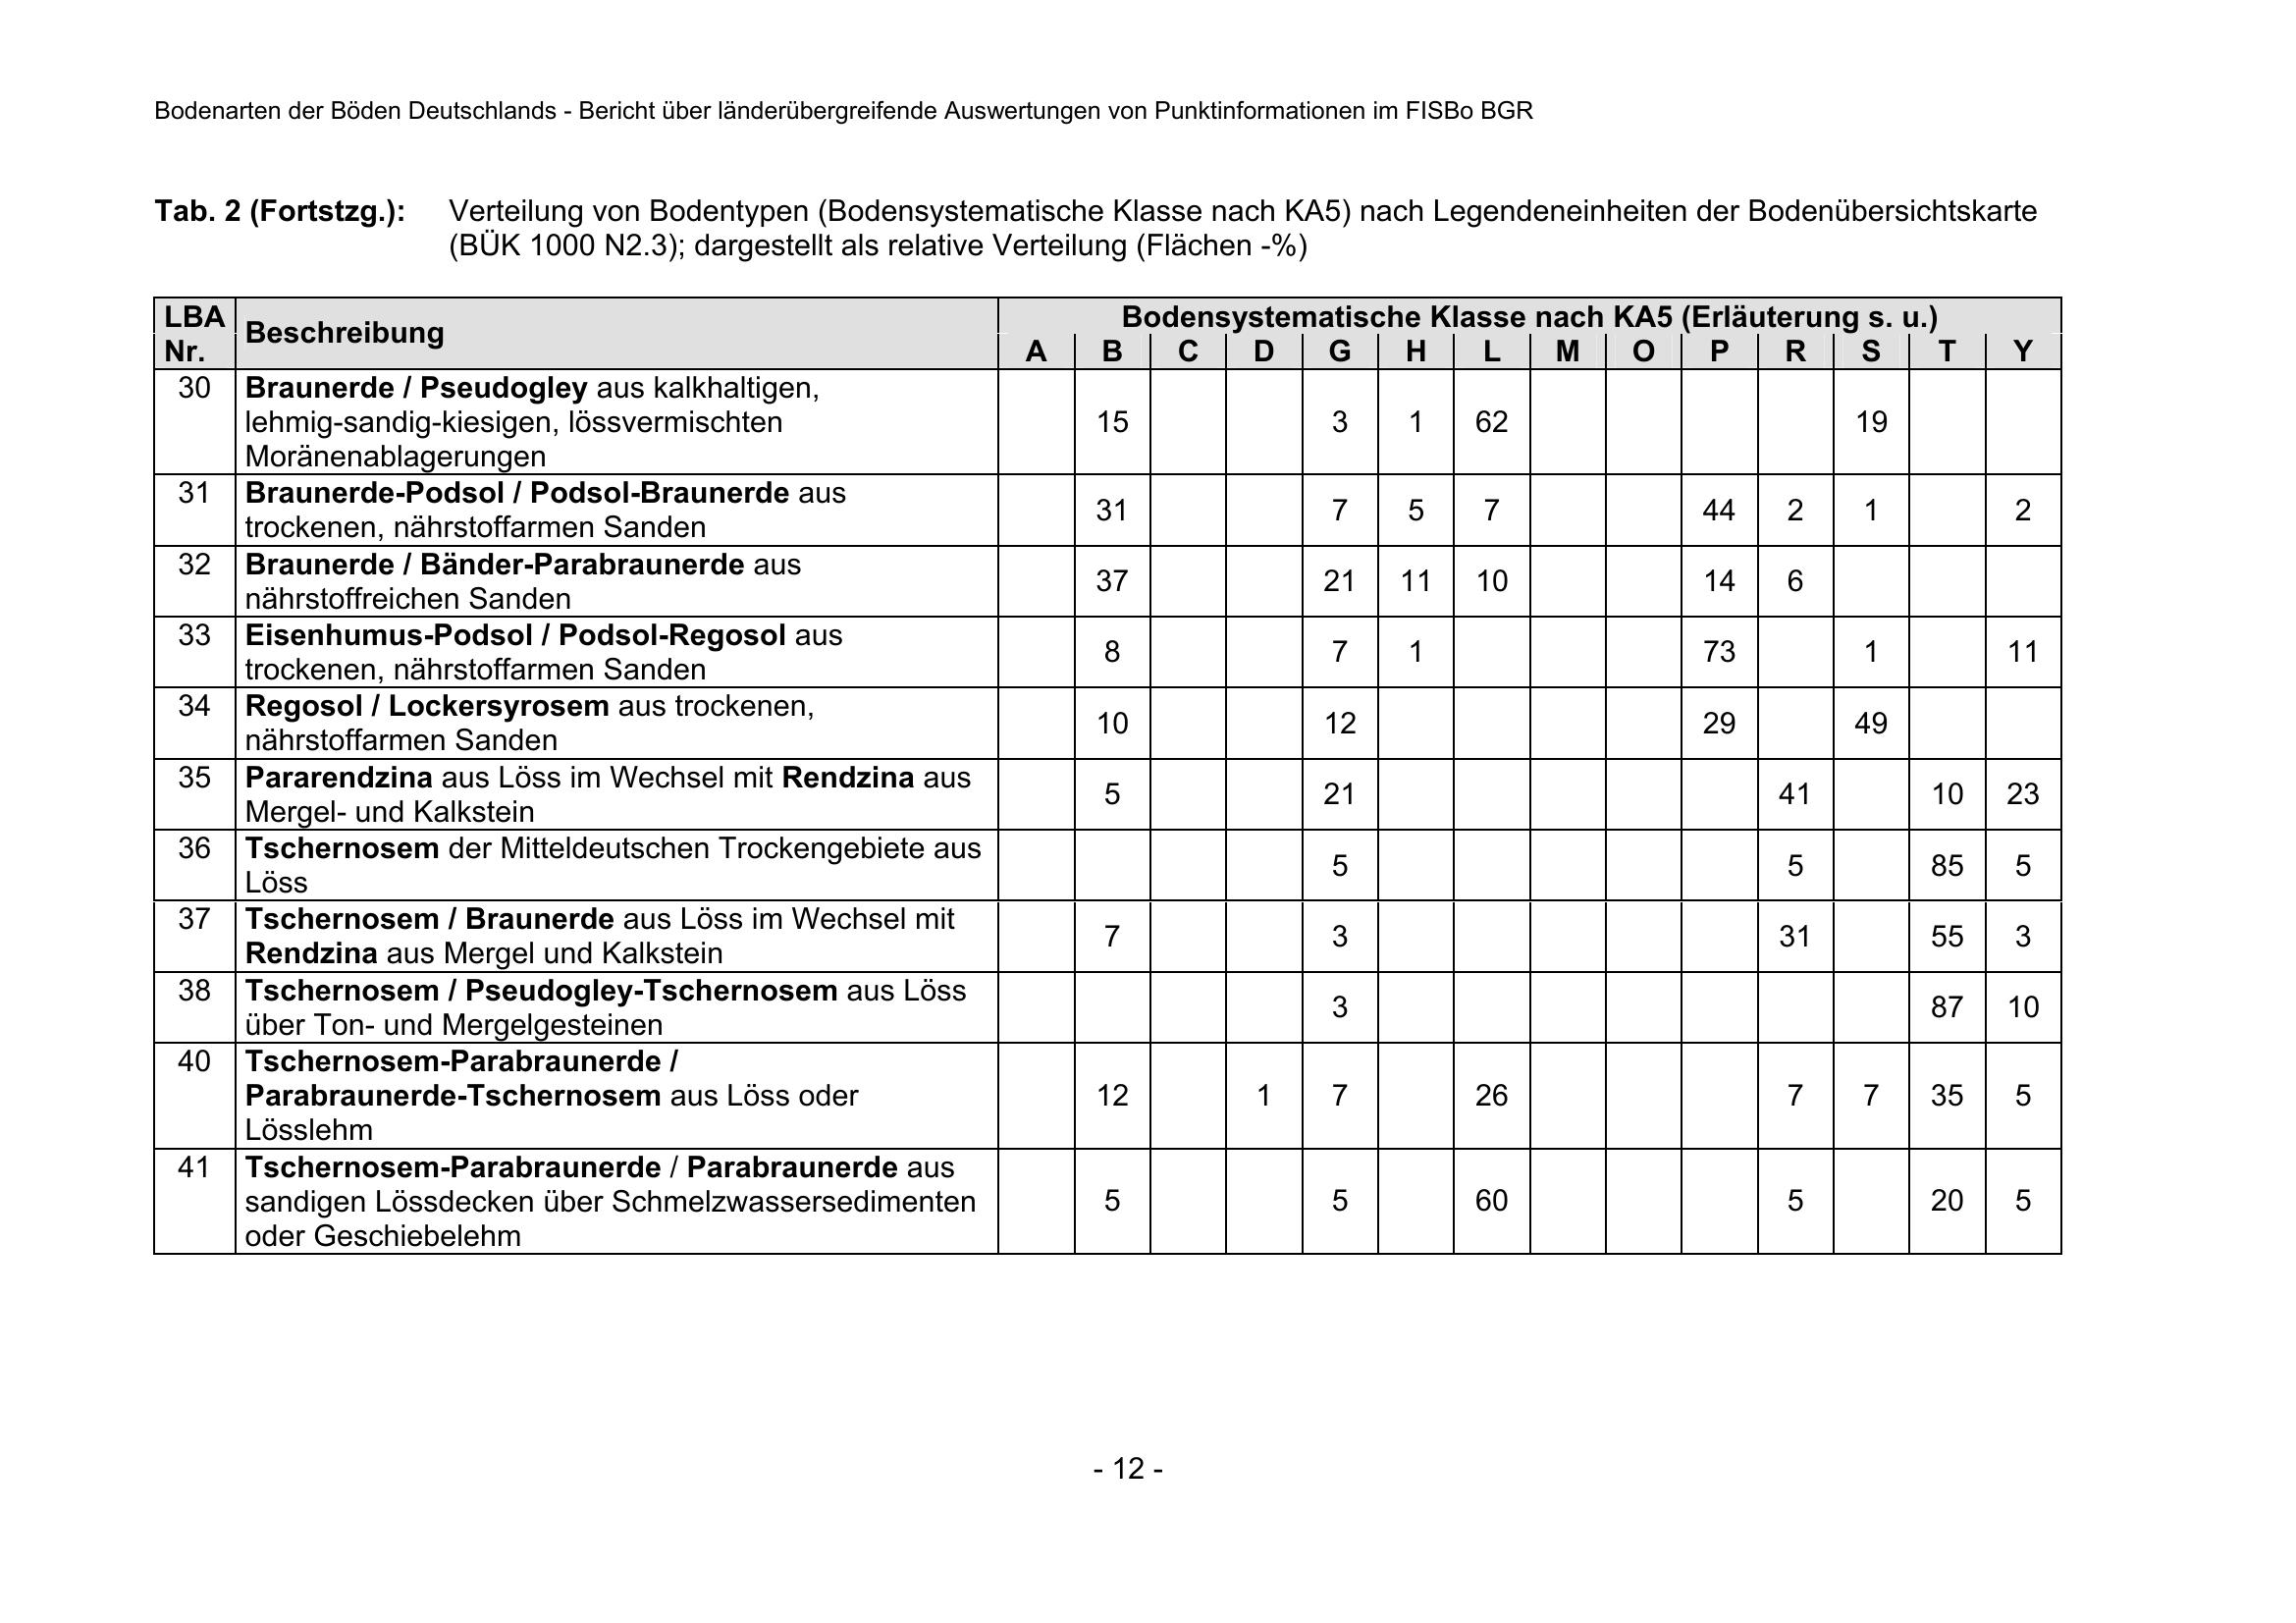 Bodenarten der Böden Deutschlands - Bericht über länderübergreifende Auswertungen von Punktinformationen im FISBo BGR
Tab. 2 (Fortstzg.): Verteilung von Bodentypen (Bodensystematische Klasse nach KA5) nach Legendeneinheiten der Bodenübersichtskarte
(BÜK 1000 N2.3); dargestellt als relative Verteilung (Flächen -%)
LBA Nr. Beschreibung Bodensystematische Klasse nach KA5 (Erläuterung s. u.)
A B C D G H L M O P R S T Y
30 Braunerde / Pseudogley aus kalkhaltigen,
lehmig-sandig-kiesigen, lössvermischten
Moränenablagerungen
15 3 1 62 19
31 Braunerde-Podsol / Podsol-Braunerde aus
trockenen, nährstoffarmen Sanden
31 7 5 7 44 2 1 2
32 Braunerde / Bänder-Parabraunerde aus
nährstoffreichen Sanden
37 21 11 10 14 6
33 Eisenhumus-Podsol / Podsol-Regosol aus
trockenen, nährstoffarmen Sanden
8 7 1 73 1 11
34 Regosol / Lockersyrosem aus trockenen,
nährstoffarmen Sanden
10 12 29 49
35 Pararendzina aus Löss im Wechsel mit Rendzina aus
Mergel- und Kalkstein
5 21 41 10 23
36 Tschernosem der Mitteldeutschen Trockengebiete aus
Löss
5 5 85 5
37 Tschernosem / Braunerde aus Löss im Wechsel mit
Rendzina aus Mergel und Kalkstein
7 3 31 55 3
38 Tschernosem / Pseudogley-Tschernosem aus Löss
über Ton- und Mergelgesteinen
3 87 10
40 Tschernosem-Parabraunerde /
Parabraunerde-Tschernosem aus Löss oder
Lösslehm
12 1 7 26 7 7 35 5
41 Tschernosem-Parabraunerde / Parabraunerde aus
sandigen Lössdecken über Schmelzwassersedimenten
oder Geschiebelehm
5 5 60 5 20 5
- 12 -